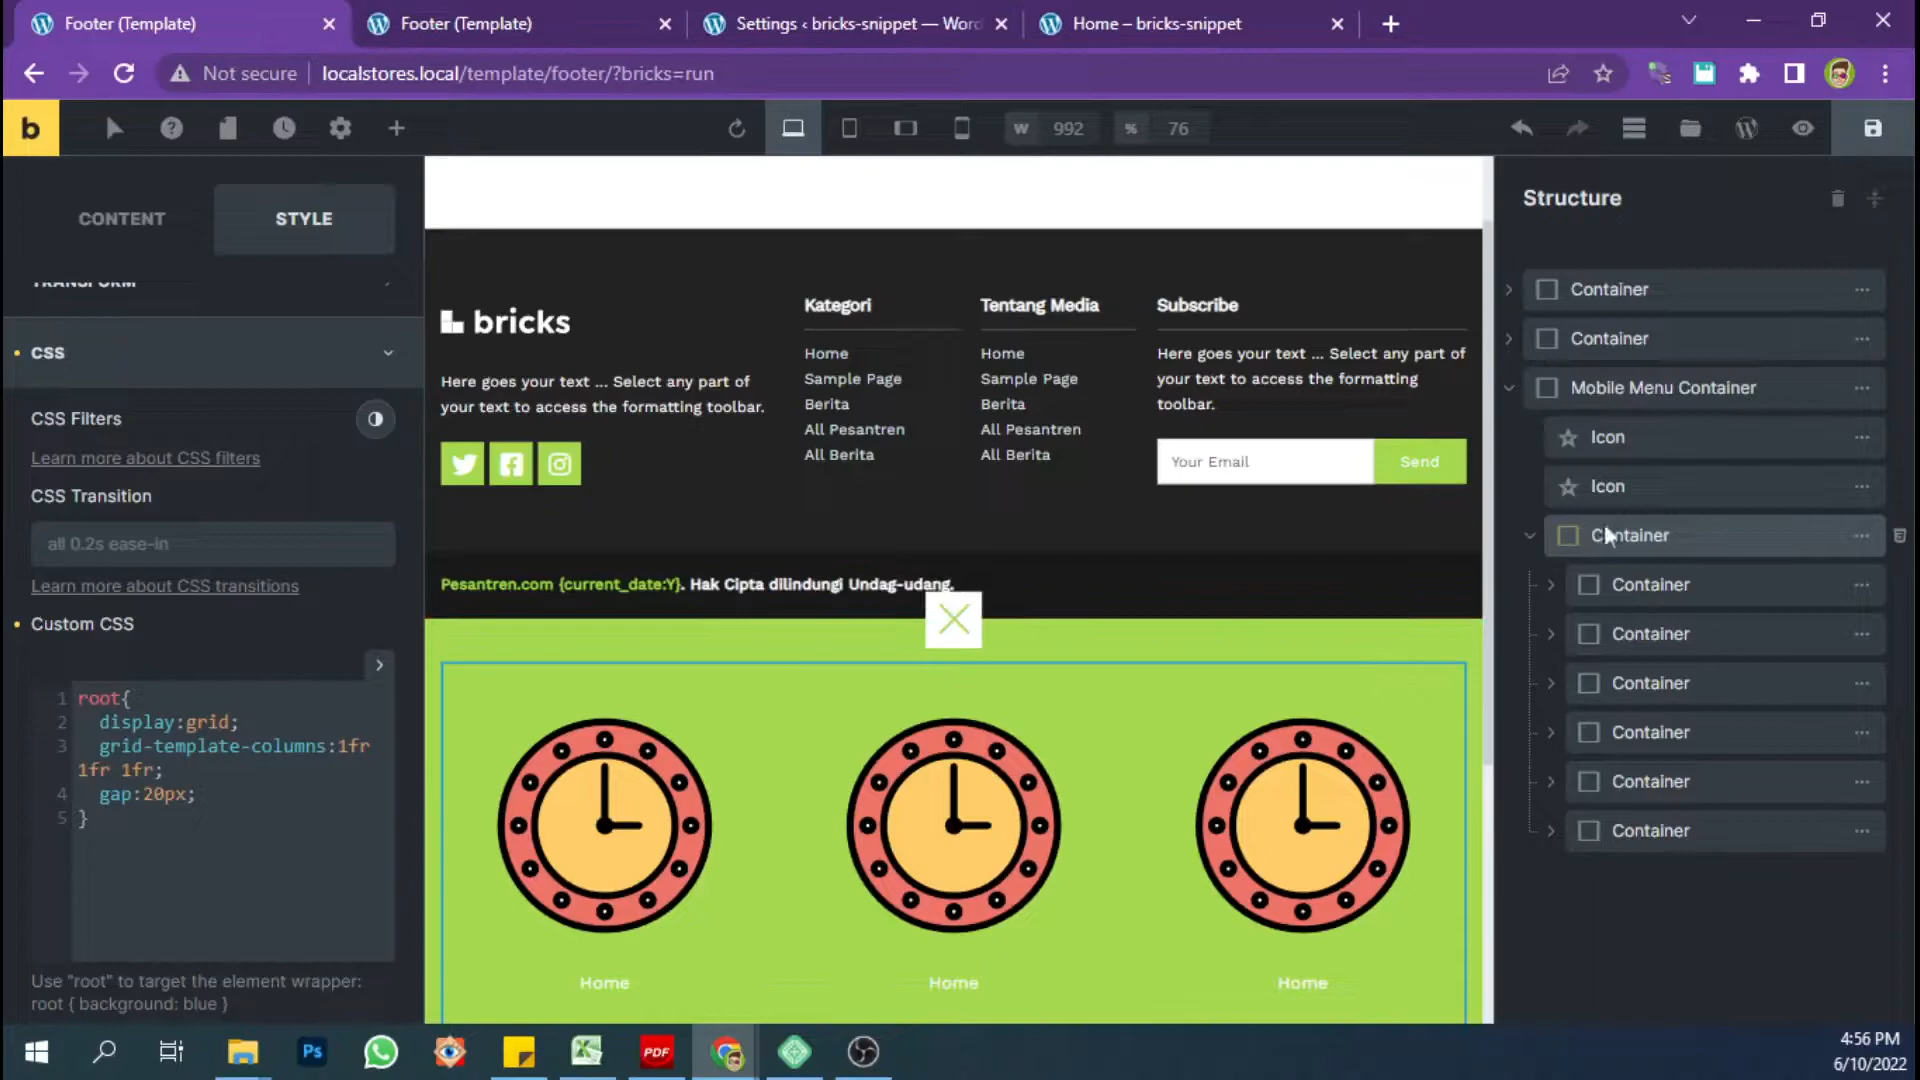 Footer (Template)
Footer (Template)
Settings ‹ bricks-snippet — Word
Home – bricks-snippet
Not secure
localstores.local/template/footer/?bricks=run
b
W 992
% 76
CONTENT
STYLE
TRANSFORM
CSS
CSS Filters
Learn more about CSS filters
CSS Transition
all 0.2s ease-in
Learn more about CSS transitions
Custom CSS
1 root{
2 display:grid;
3 grid-template-columns:1fr
1fr 1fr;
4 gap:20px;
5 }
Use "root" to target the element wrapper:
root { background: blue }
bricks
Here goes your text ... Select any part of
your text to access the formatting toolbar.
Kategori
Home
Sample Page
Berita
All Pesantren
All Berita
Tentang Media
Home
Sample Page
Berita
All Pesantren
All Berita
Subscribe
Here goes your text ... Select any part of
your text to access the formatting
toolbar.
Your Email
Send
Pesantren.com {current_date:Y}. Hak Cipta dilindungi Undag-udang.
Home
Home
Home
Structure
Container
Container
Mobile Menu Container
Icon
Icon
Container
Container
Container
Container
Container
Container
Container
Ps
PDF
4:56 PM
6/10/2022